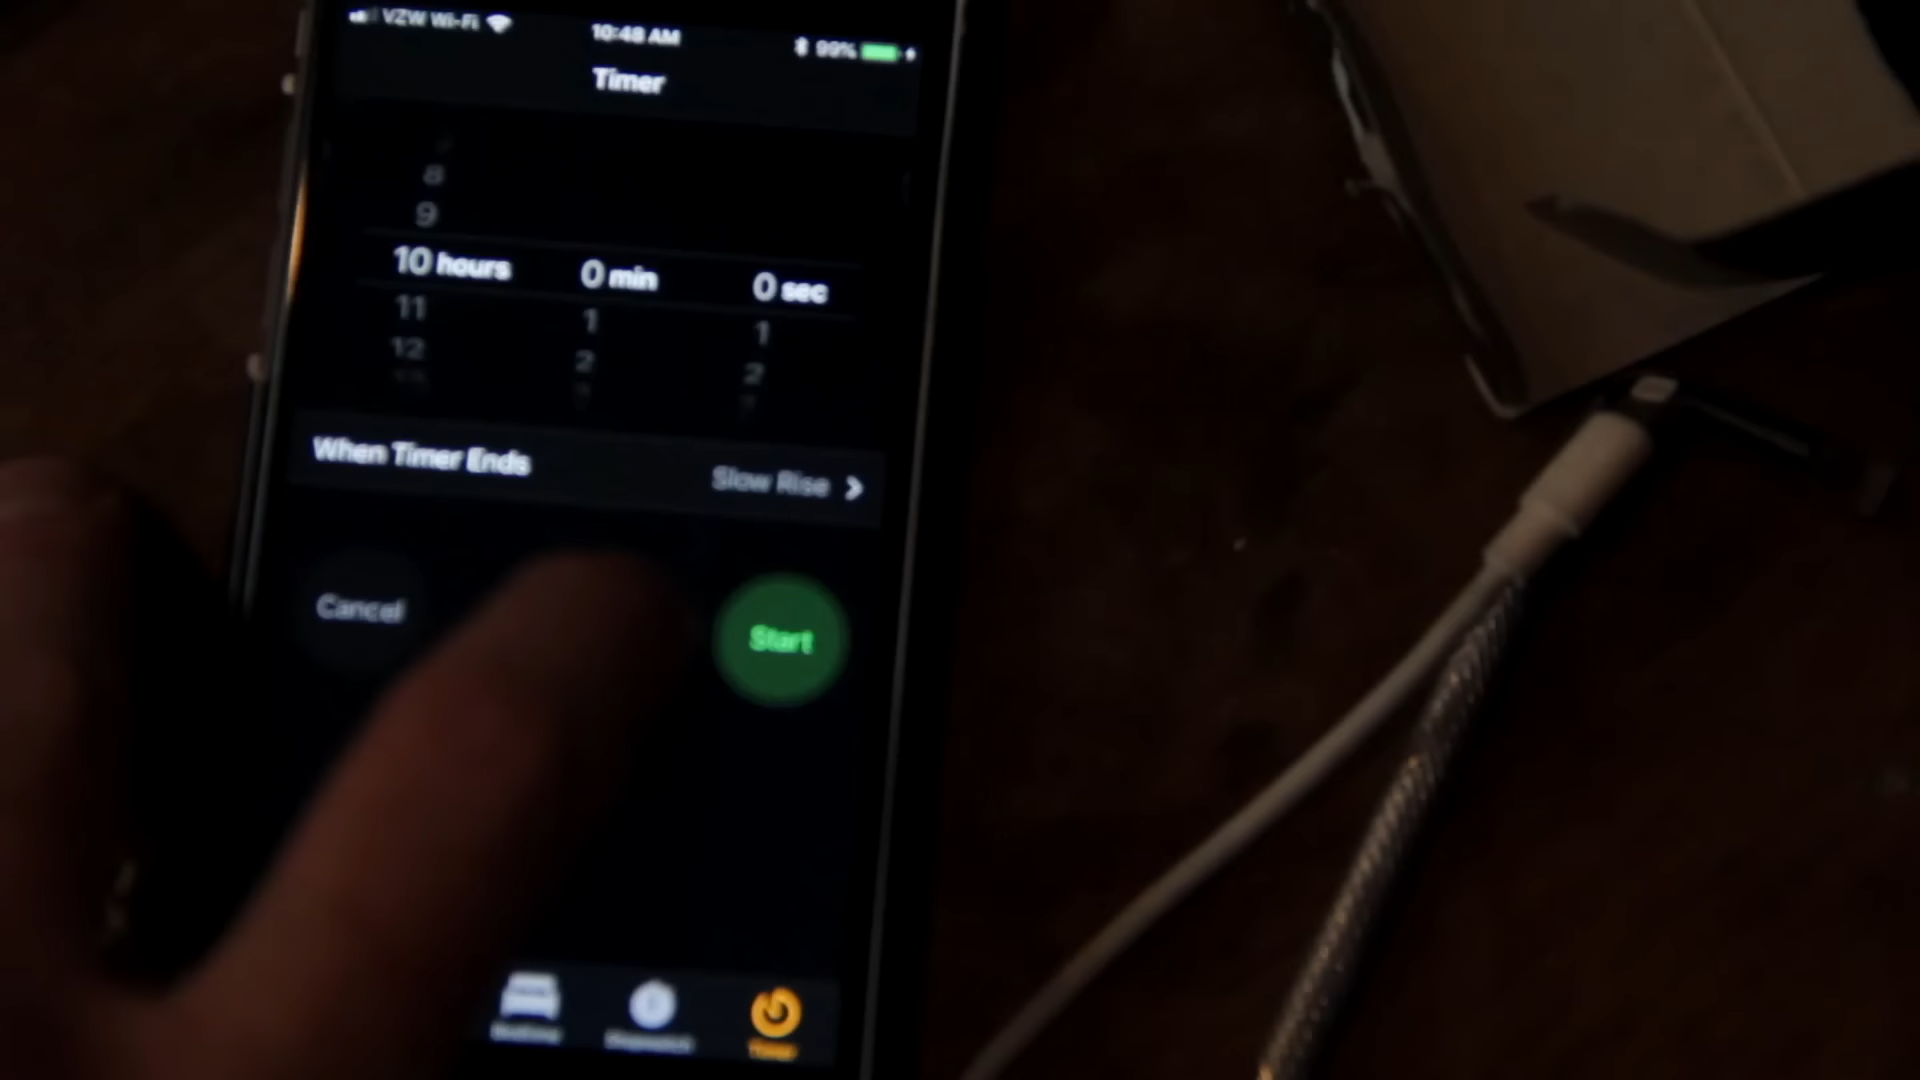 VZW Wi-Fi 10:48 AM 99%
Timer
8
9
10 hours 0 min 0 sec
11 1 1
12 2 2
When Timer Ends Slow Rise
Cancel Start
Timer